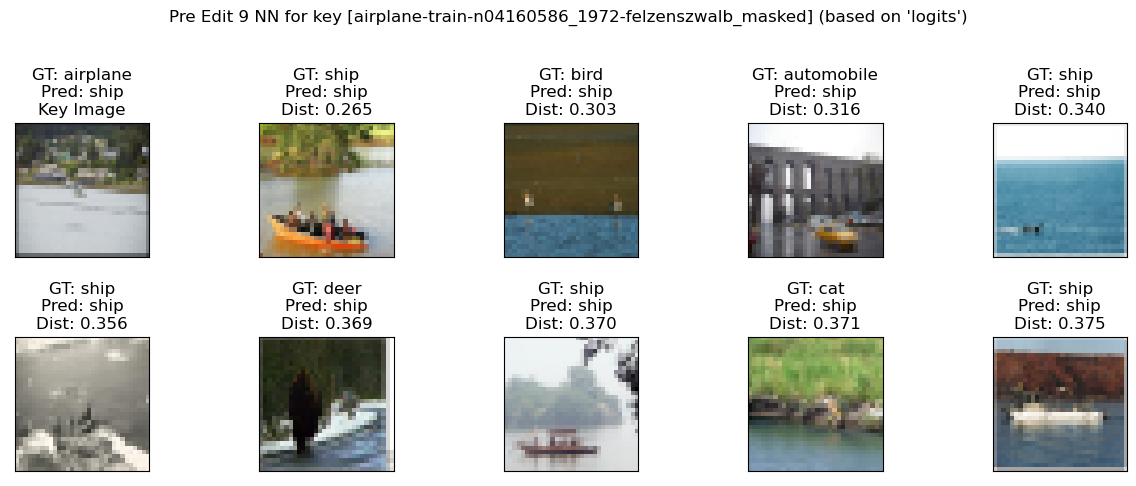 Pre Edit 9 NN for key [airplane-train-n04160586_1972-felzenszwalb_masked] (based on 'logits')
GT: airplane
Pred: ship
Key Image
GT: ship
Pred: ship
Dist: 0.265
GT: bird
Pred: ship
Dist: 0.303
GT: automobile
Pred: ship
Dist: 0.316
GT: ship
Pred: ship
Dist: 0.340
GT: ship
Pred: ship
Dist: 0.356
GT: deer
Pred: ship
Dist: 0.369
GT: ship
Pred: ship
Dist: 0.370
GT: cat
Pred: ship
Dist: 0.371
GT: ship
Pred: ship
Dist: 0.375